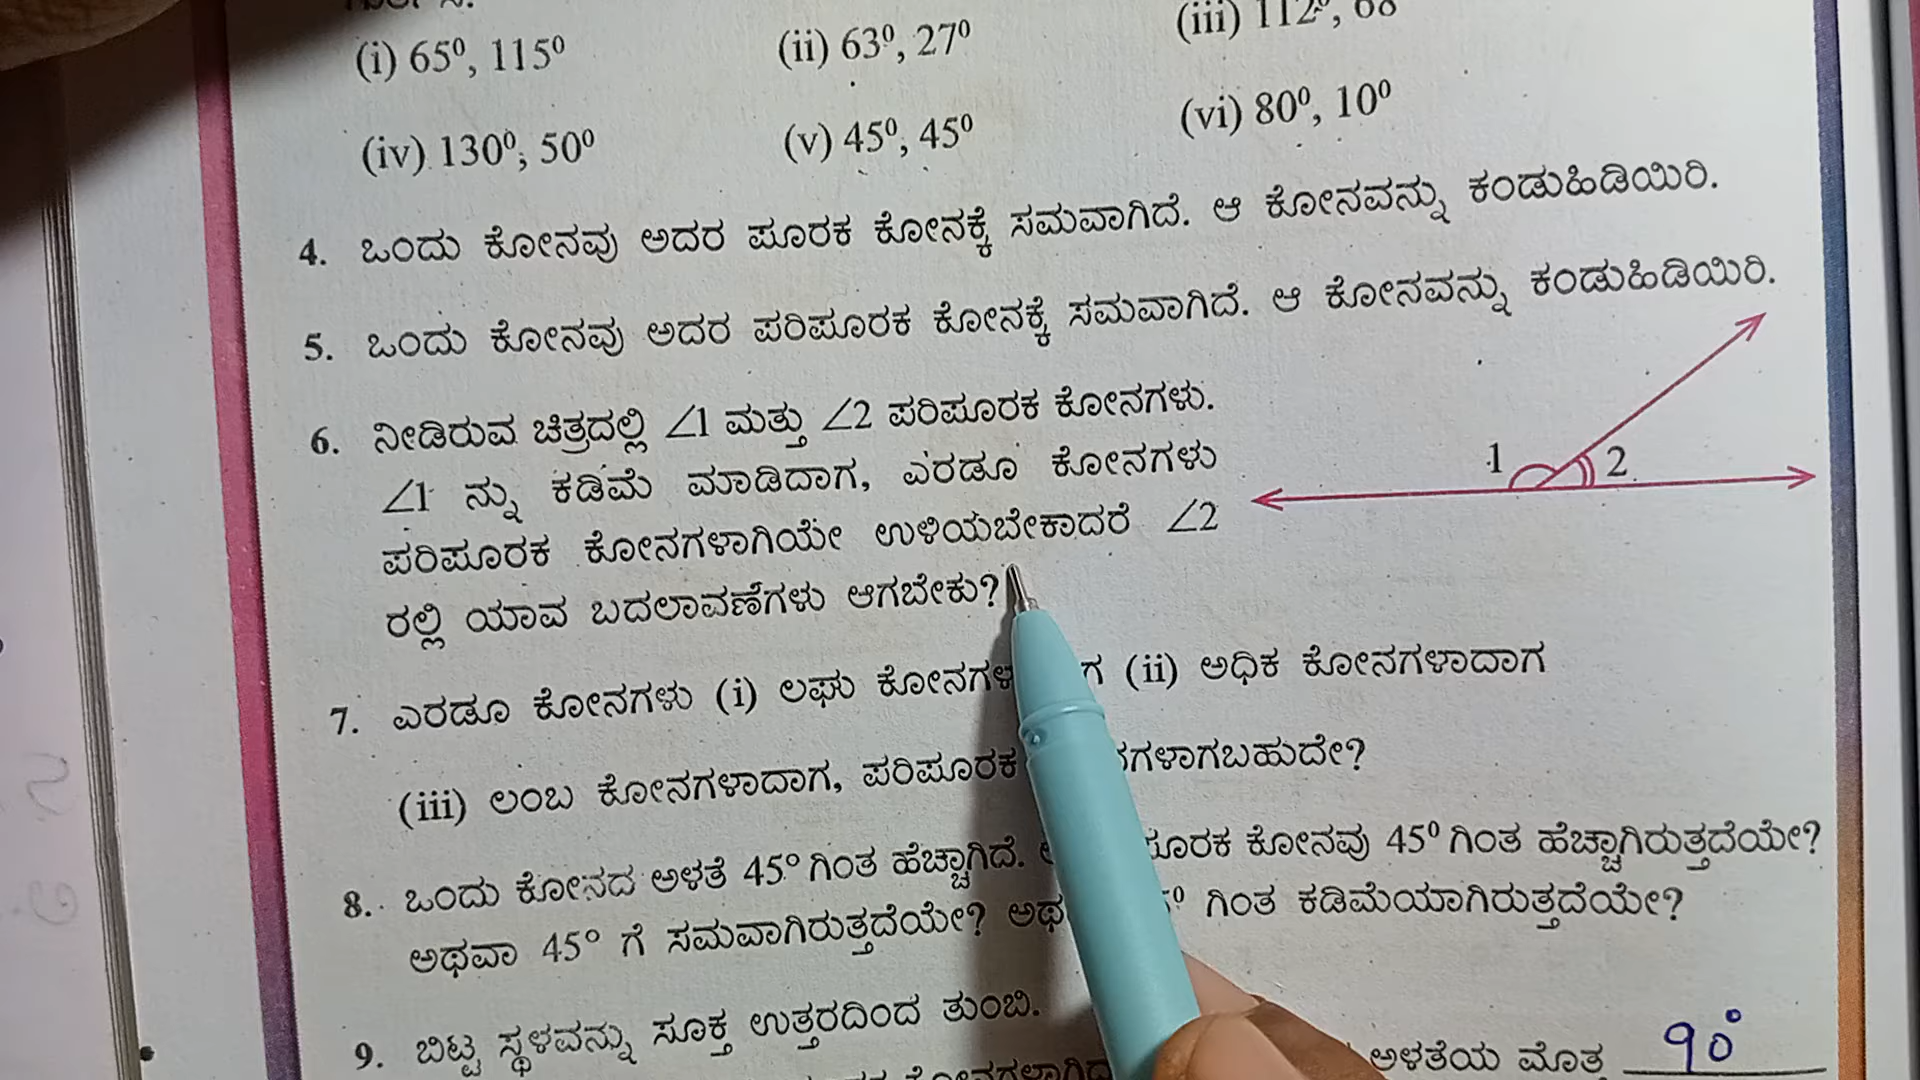 (i) 65⁰, 115⁰ (ii) 63⁰, 27⁰ (iii) 112⁰, 68
(iv) 130⁰, 50⁰ (v) 45⁰, 45⁰ (vi) 80⁰, 10⁰
4. ಒಂದು ಕೋನವು ಅದರ ಪೂರಕ ಕೋನಕ್ಕೆ ಸಮವಾಗಿದೆ. ಆ ಕೋನವನ್ನು ಕಂಡುಹಿಡಿಯಿರಿ.
5. ಒಂದು ಕೋನವು ಅದರ ಪರಿಪೂರಕ ಕೋನಕ್ಕೆ ಸಮವಾಗಿದೆ. ಆ ಕೋನವನ್ನು ಕಂಡುಹಿಡಿಯಿರಿ.
6. ನೀಡಿರುವ ಚಿತ್ರದಲ್ಲಿ ∠1 ಮತ್ತು ∠2 ಪರಿಪೂರಕ ಕೋನಗಳು.
∠1 ನ್ನು ಕಡಿಮೆ ಮಾಡಿದಾಗ, ಎರಡೂ ಕೋನಗಳು
ಪರಿಪೂರಕ ಕೋನಗಳಾಗಿಯೇ ಉಳಿಯಬೇಕಾದರೆ ∠2
ರಲ್ಲಿ ಯಾವ ಬದಲಾವಣೆಗಳು ಆಗಬೇಕು?
1 2
7. ಎರಡೂ ಕೋನಗಳು (i) ಲಘು (ii) ಅಧಿಕ ಕೋನಗಳಾದಾಗ
(iii) ಲಂಬ ಕೋನಗಳಾದಾಗ, ಪರಿಪೂರಕ
8. ಒಂದು ಕೋನದ ಅಳತೆ 45° ಗಿಂತ ಹೆಚ್ಚಾಗಿದೆ. ಕೋನವು 45⁰ ಗಿಂತ ಹೆಚ್ಚಾಗಿರುತ್ತದೆಯೇ?
ಅಥವಾ 45° ಗೆ ಸಮವಾಗಿರುತ್ತದೆಯೇ? ಗಿಂತ ಕಡಿಮೆಯಾಗಿರುತ್ತದೆಯೇ?
9. ಬಿಟ್ಟ ಸ್ಥಳವನ್ನು ಸೂಕ್ತ ಉತ್ತರದಿಂದ ತುಂಬಿ.
ಅಳತೆಯ ಮೊತ್ತ 90°